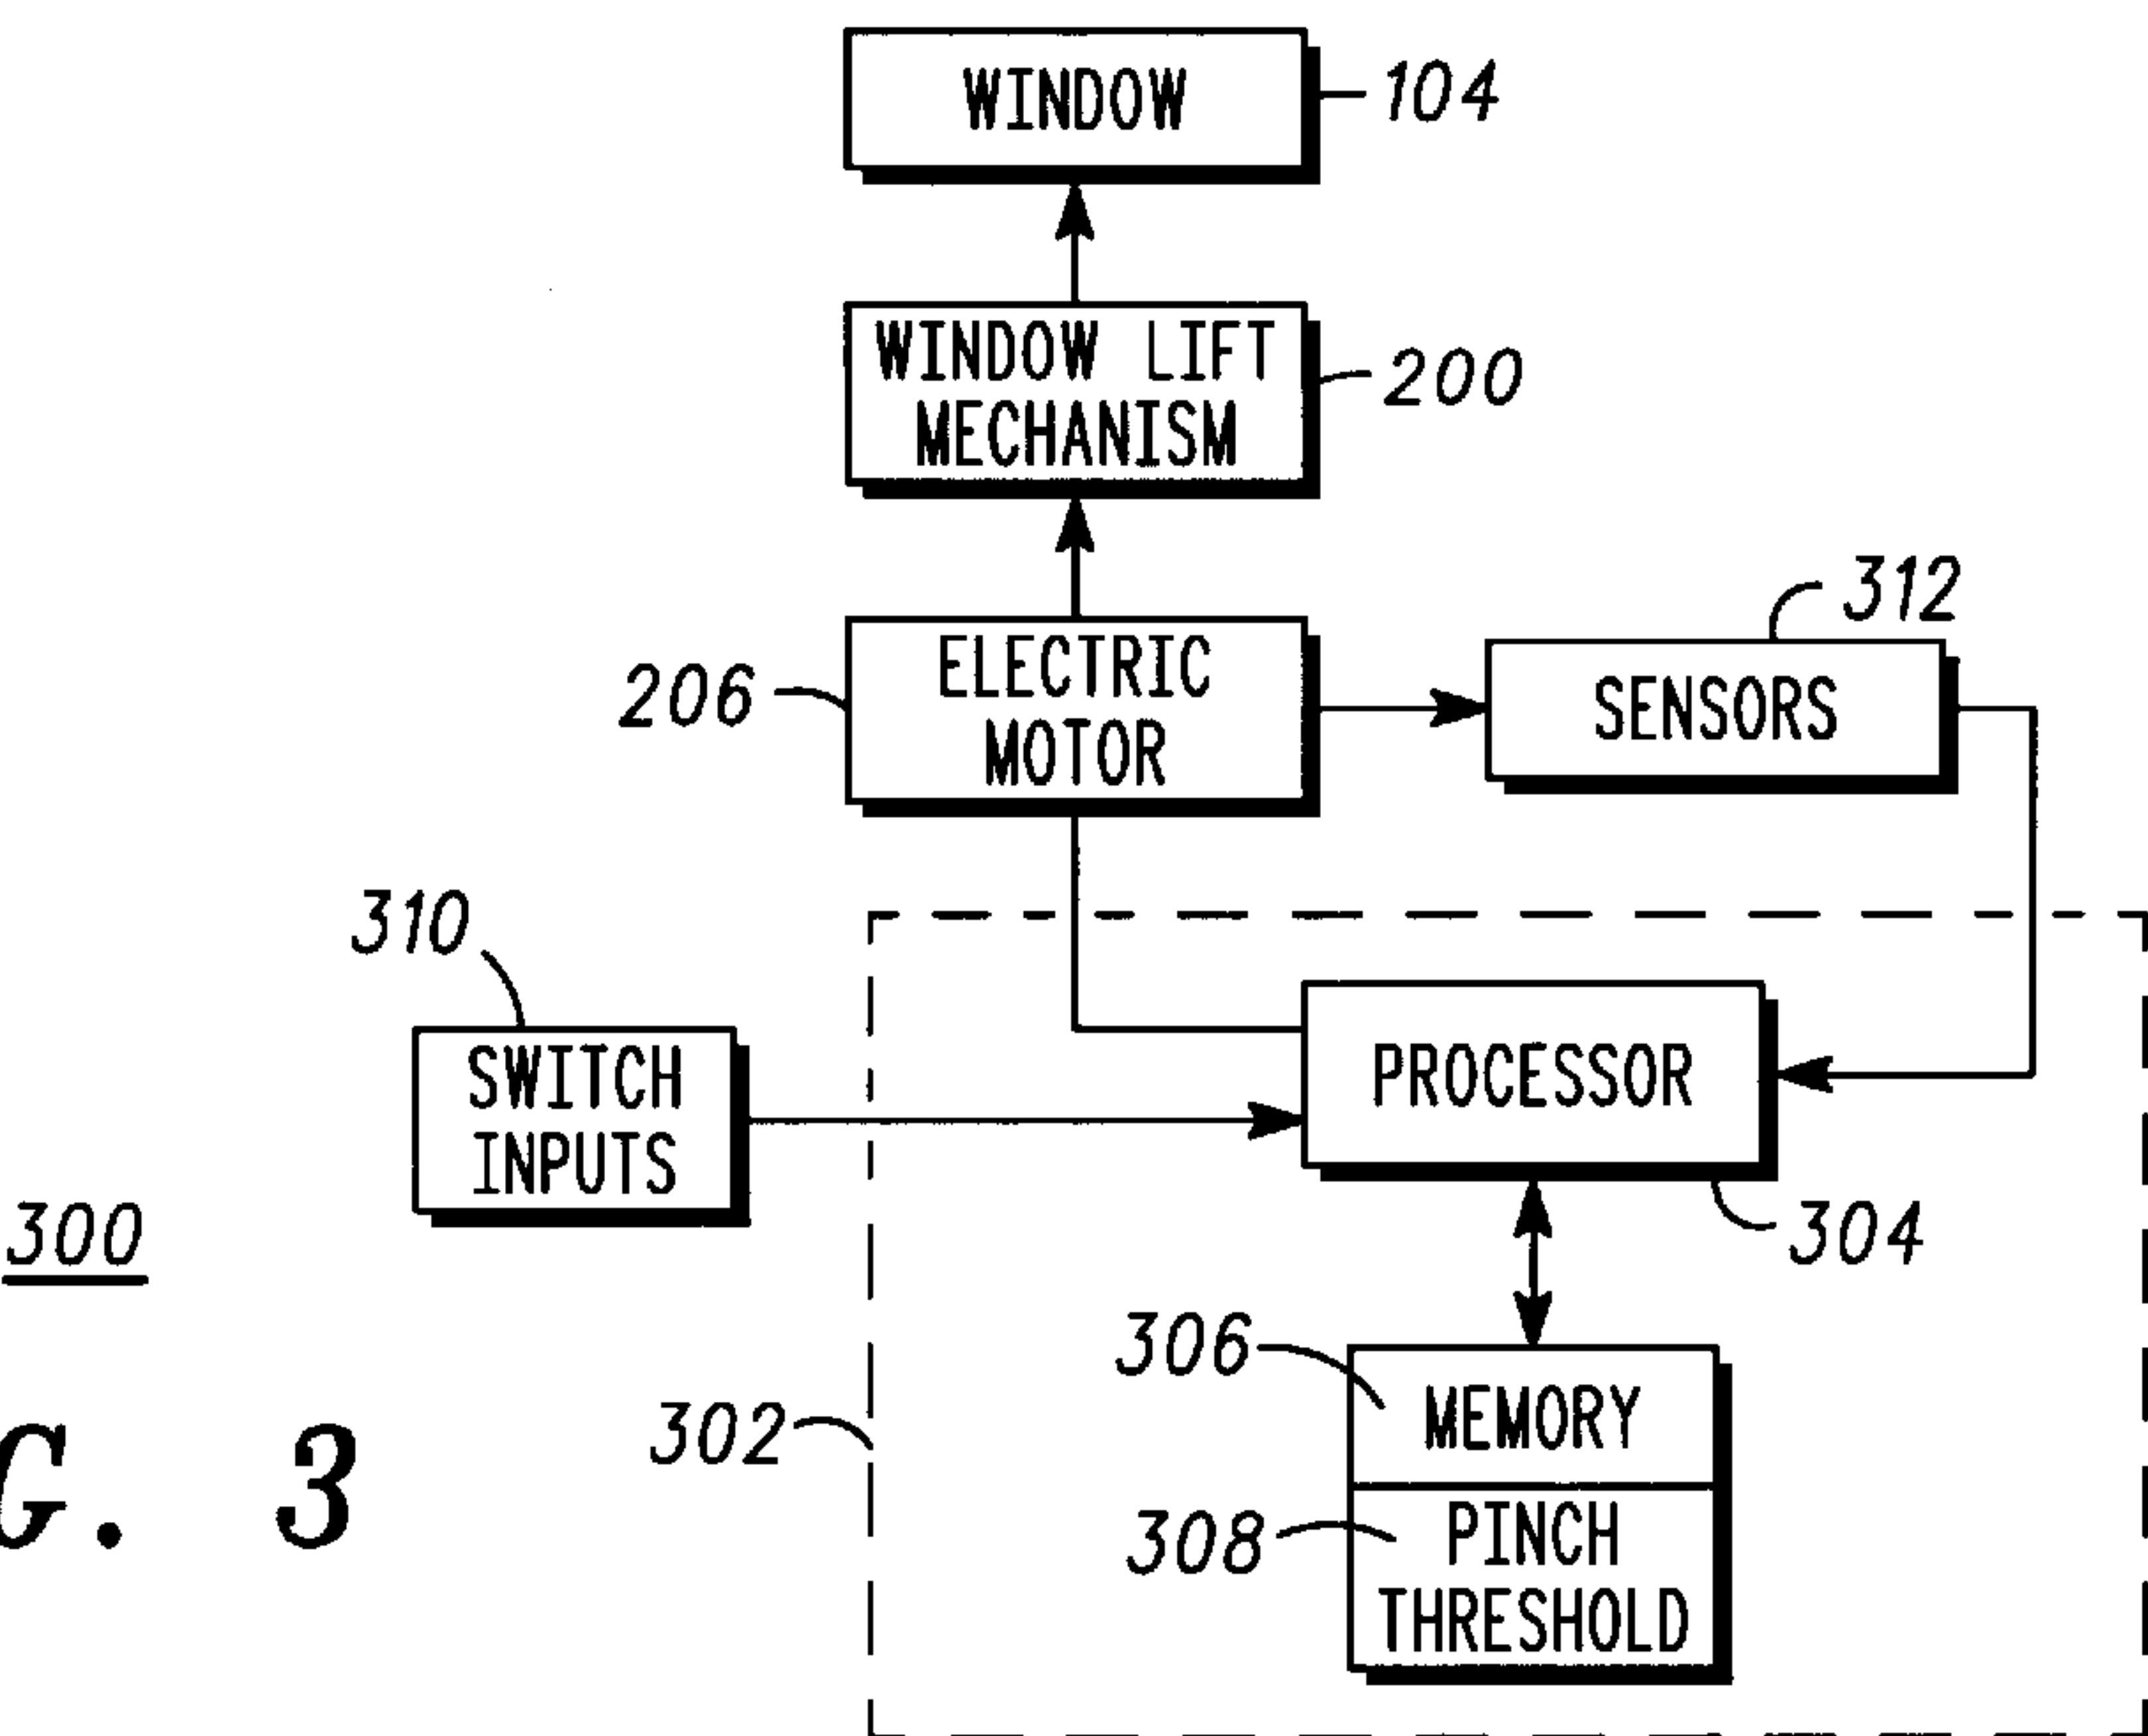 WINDOW
104
WINDOW LIFT
MECHANISM
200
ELECTRIC
MOTOR
206
SENSORS
312
310
SWITCH
INPUTS
PROCESSOR
304
300
306
MEMORY
302
308
PINCH
THRESHOLD
G. 3